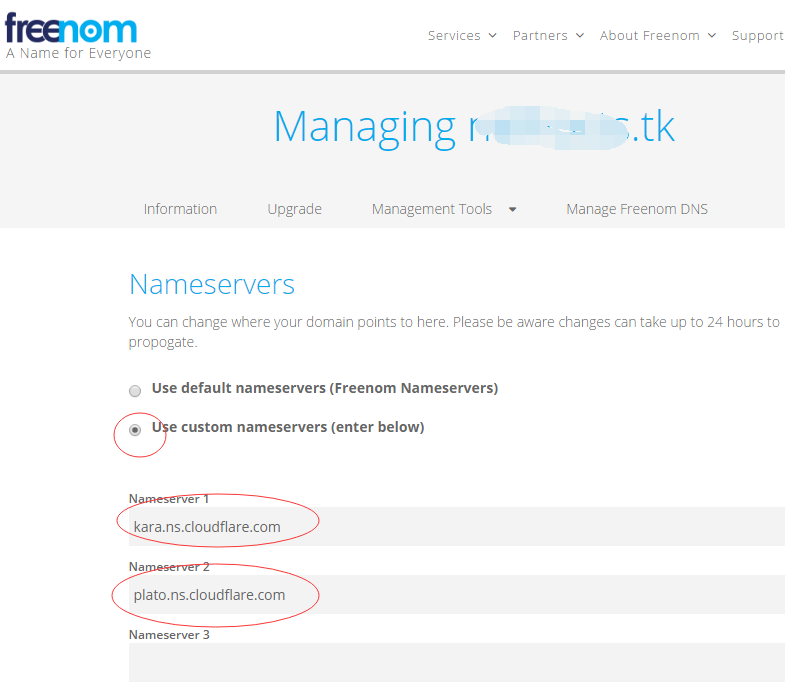 freenom
A Name for Everyone
Services Partners About Freenom Support
Managing .tk
Information Upgrade Management Tools Manage Freenom DNS
Nameservers
You can change where your domain points to here. Please be aware changes can take up to 24 hours to
propogate.
Use default nameservers (Freenom Nameservers)
Use custom nameservers (enter below)
Nameserver 1
kara.ns.cloudflare.com
Nameserver 2
plato.ns.cloudflare.com
Nameserver 3